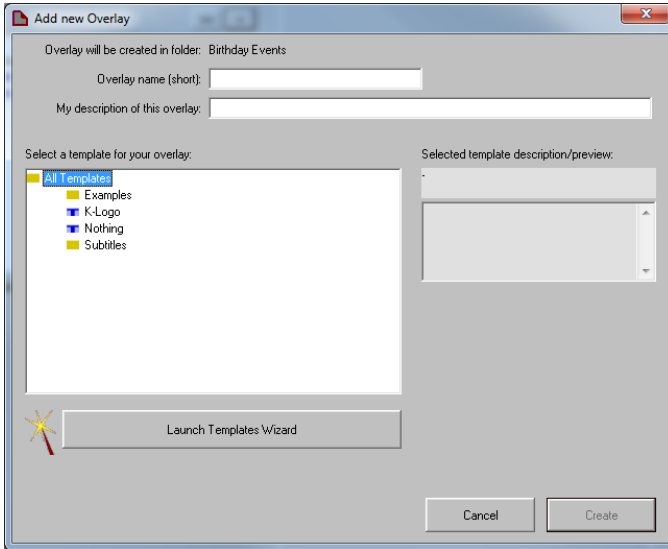 Add new Overlay
Overlay will be created in folder: Birthday Events
Overlay name (short):
My description of this overlay:
Select a template for your overlay:
Selected template description/preview:
All Templates
-
Examples
K-Logo
Nothing
Subtitles
Launch Templates Wizard
Cancel
Create